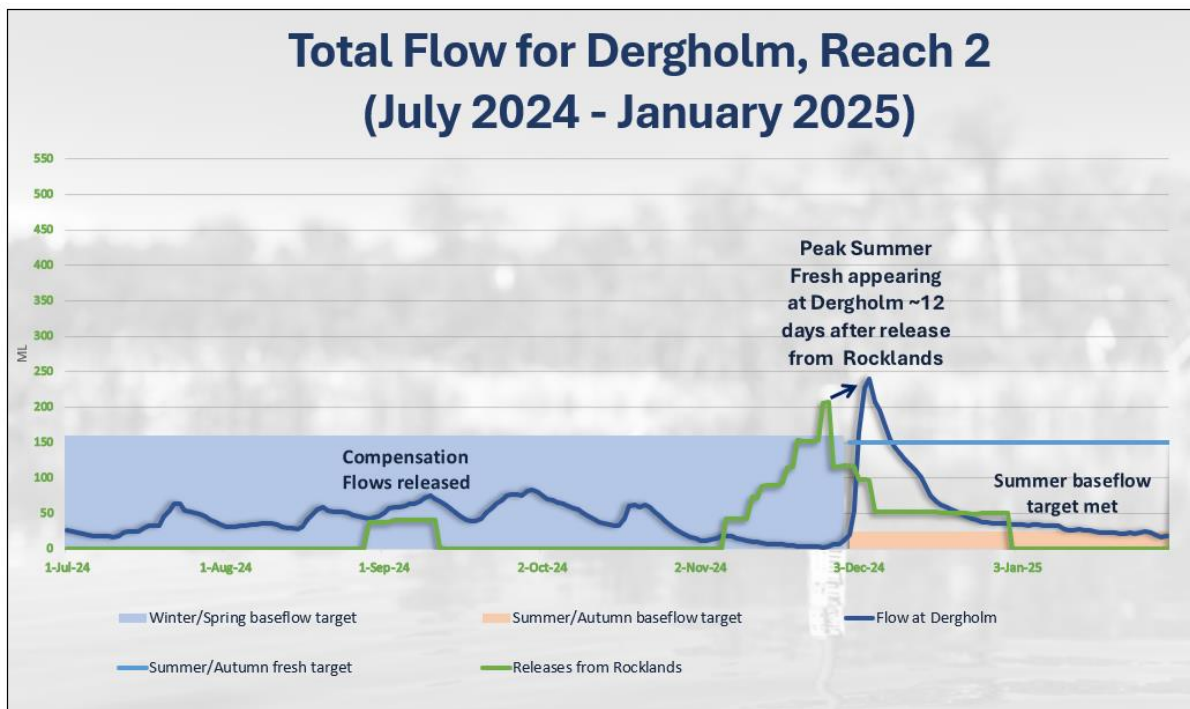 Total Flow for Dergholm, Reach 2
(July 2024 - January 2025)
550
500
450
400
350
300
250
200
150
100
50
0
ML
Peak Summer
Fresh appearing
at Dergholm ~12
days after release
from Rocklands
Compensation
Flows released
Summer baseflow
target met
1-Jul-24
1-Aug-24
1-Sep-24
2-Oct-24
2-Nov-24
3-Dec-24
3-Jan-25
Winter/Spring baseflow target
Summer/Autumn baseflow target
Flow at Dergholm
Summer/Autumn fresh target
Releases from Rocklands